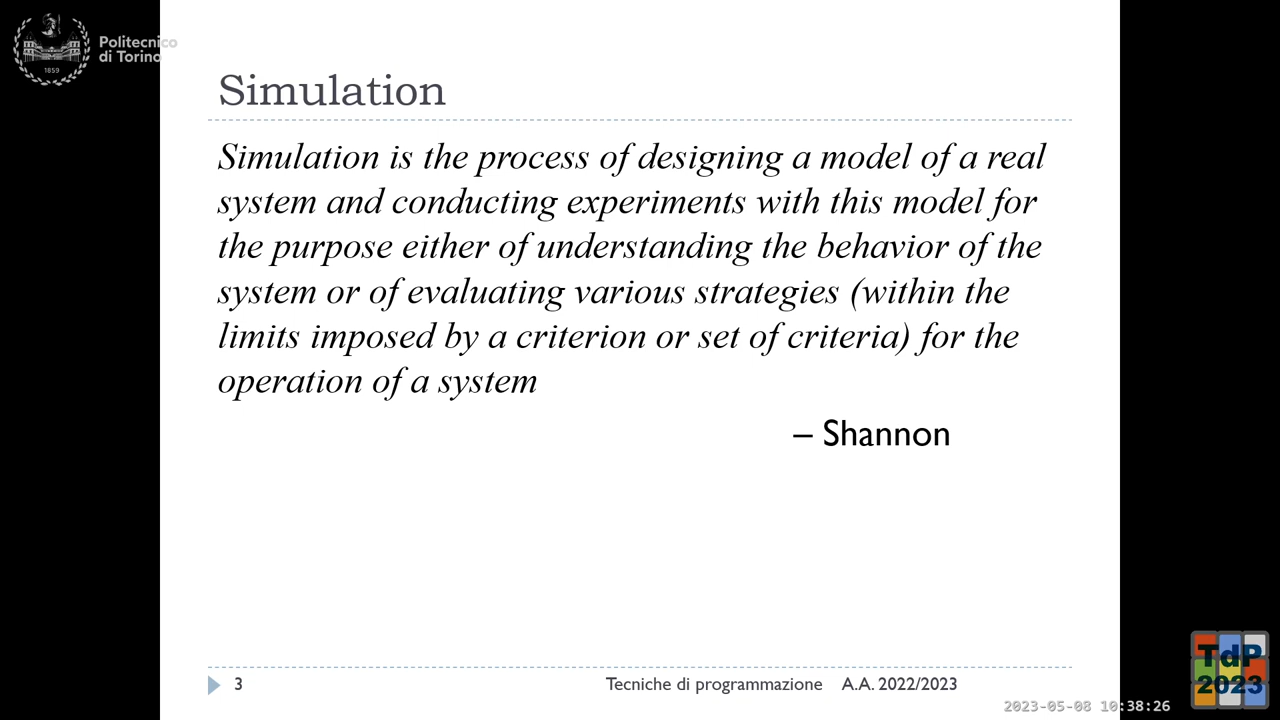 Politecnico
di Torino
1859
Simulation
Simulation is the process of designing a model of a real
system and conducting experiments with this model for
the purpose either of understanding the behavior of the
system or of evaluating various strategies (within the
limits imposed by a criterion or set of criteria) for the
operation of a system
– Shannon
3 Tecniche di programmazione A.A. 2022/2023
2023-05-08 10:38:26
TdP
2023